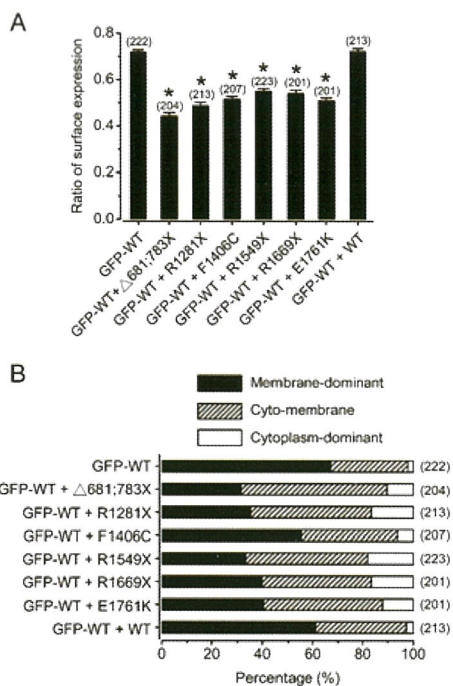 A
Ratio of surface expression
0.8
0.6
0.4
0.2
0.0
(222)
* (204)
* (213)
* (207)
* (223)
* (201)
* (201)
(213)
GFP-WT
GFP-WT+△681;783X
GFP-WT + R1281X
GFP-WT + F1406C
GFP-WT + R1549X
GFP-WT + R1669X
GFP-WT + E1761K
GFP-WT + WT
B
Membrane-dominant
Cyto-membrane
Cytoplasm-dominant
GFP-WT (222)
GFP-WT + △681;783X (204)
GFP-WT + R1281X (213)
GFP-WT + F1406C (207)
GFP-WT + R1549X (223)
GFP-WT + R1669X (201)
GFP-WT + E1761K (201)
GFP-WT + WT (213)
0 20 40 60 80 100
Percentage (%)